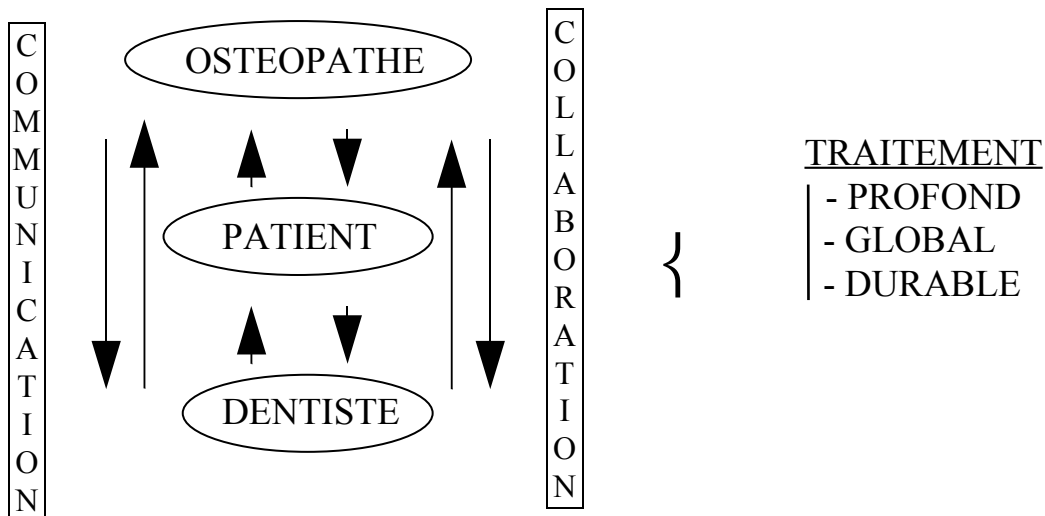 COMMUNICATION
OSTEOPATHE
PATIENT
DENTISTE
COLLABORATION
TRAITEMENT
- PROFOND
- GLOBAL
- DURABLE